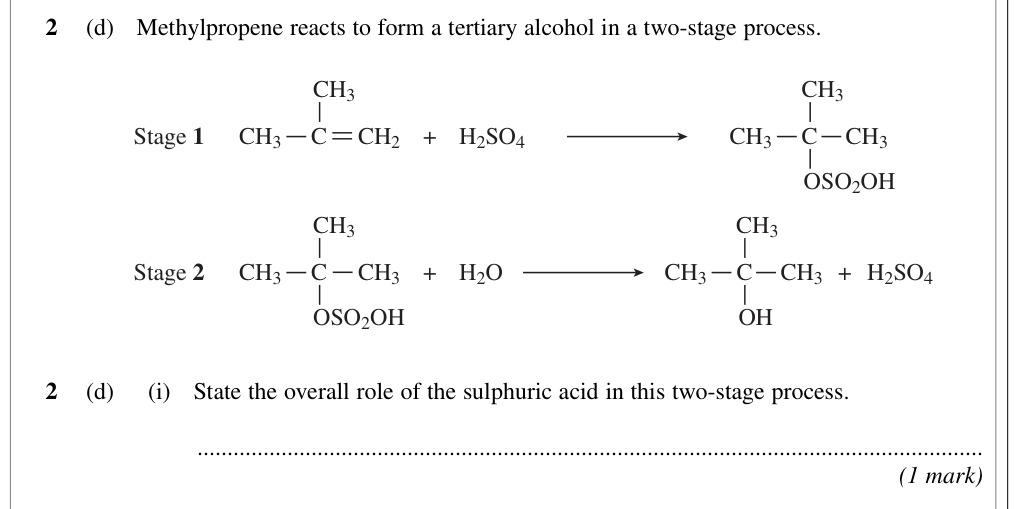 2 (d) Methylpropene reacts to form a tertiary alcohol in a two-stage process.
CH₃ CH₃
Stage 1 CH₃—C=CH₂ + H₂SO₄ → CH₃—C—CH₃
OSO₂OH
CH₃ CH₃
Stage 2 CH₃—C—CH₃ + H₂O → CH₃—C—CH₃ + H₂SO₄
OSO₂OH OH
2 (d) (i) State the overall role of the sulphuric acid in this two-stage process.
(1 mark)